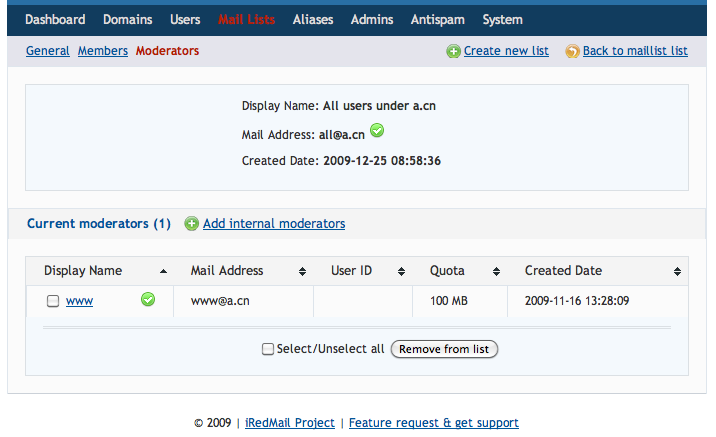 Dashboard Domains Users Mail Lists Aliases Admins Antispam System
General Members Moderators Create new list Back to maillist list
Display Name: All users under a.cn
Mail Address: all@a.cn
Created Date: 2009-12-25 08:58:36
Current moderators (1) Add internal moderators
Display Name Mail Address User ID Quota Created Date
www www@a.cn 100 MB 2009-11-16 13:28:09
Select/Unselect all Remove from list
© 2009 | iRedMail Project | Feature request & get support